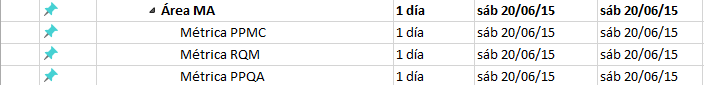 Área MA 1 día sáb 20/06/15 sáb 20/06/15
Métrica PPMC 1 día sáb 20/06/15 sáb 20/06/15
Métrica RQM 1 día sáb 20/06/15 sáb 20/06/15
Métrica PPQA 1 día sáb 20/06/15 sáb 20/06/15